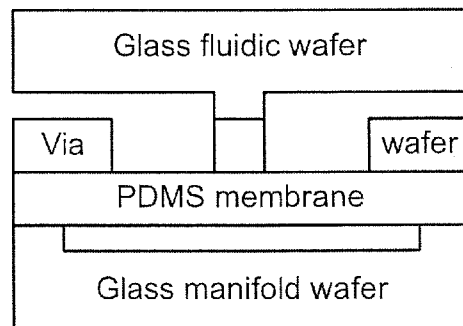 Glass fluidic wafer
Via wafer
PDMS membrane
Glass manifold wafer